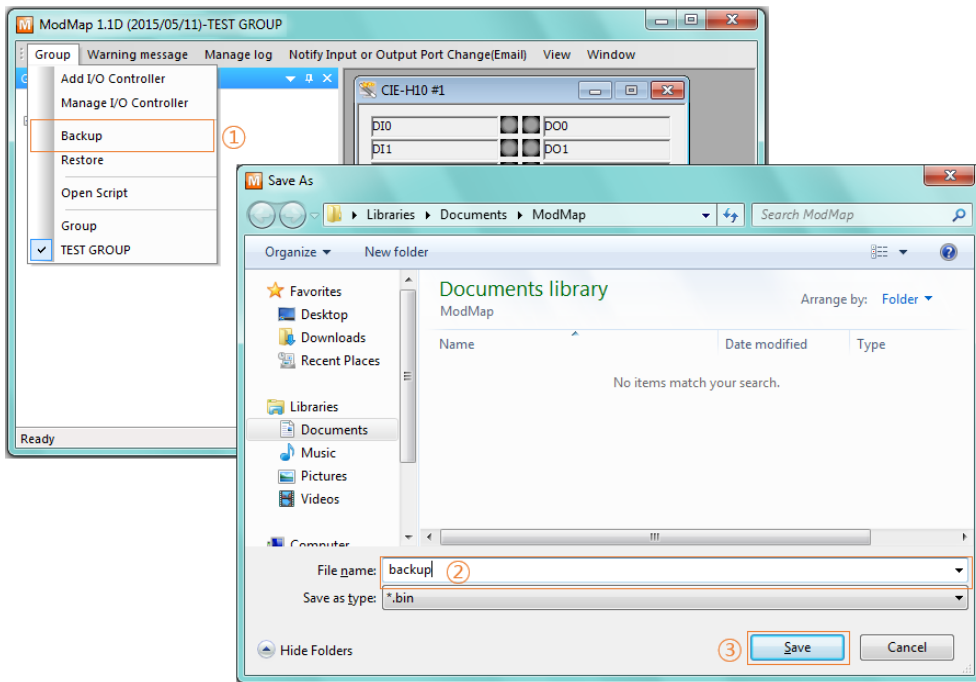 ModMap 1.1D (2015/05/11)-TEST GROUP
Group Warning message Manage log Notify Input or Output Port Change(Email) View Window
Add I/O Controller
Manage I/O Controller
Backup ①
Restore
Open Script
Group
TEST GROUP
Ready
CIE-H10 #1
DI0 DO0
DI1 DO1
Save As
Libraries Documents ModMap
Search ModMap
Organize New folder
Favorites
Desktop
Downloads
Recent Places
Libraries
Documents
Music
Pictures
Videos
Computer
Documents library
ModMap
Arrange by: Folder
Name Date modified Type
No items match your search.
File name: backup ②
Save as type: *.bin
Hide Folders
③ Save Cancel